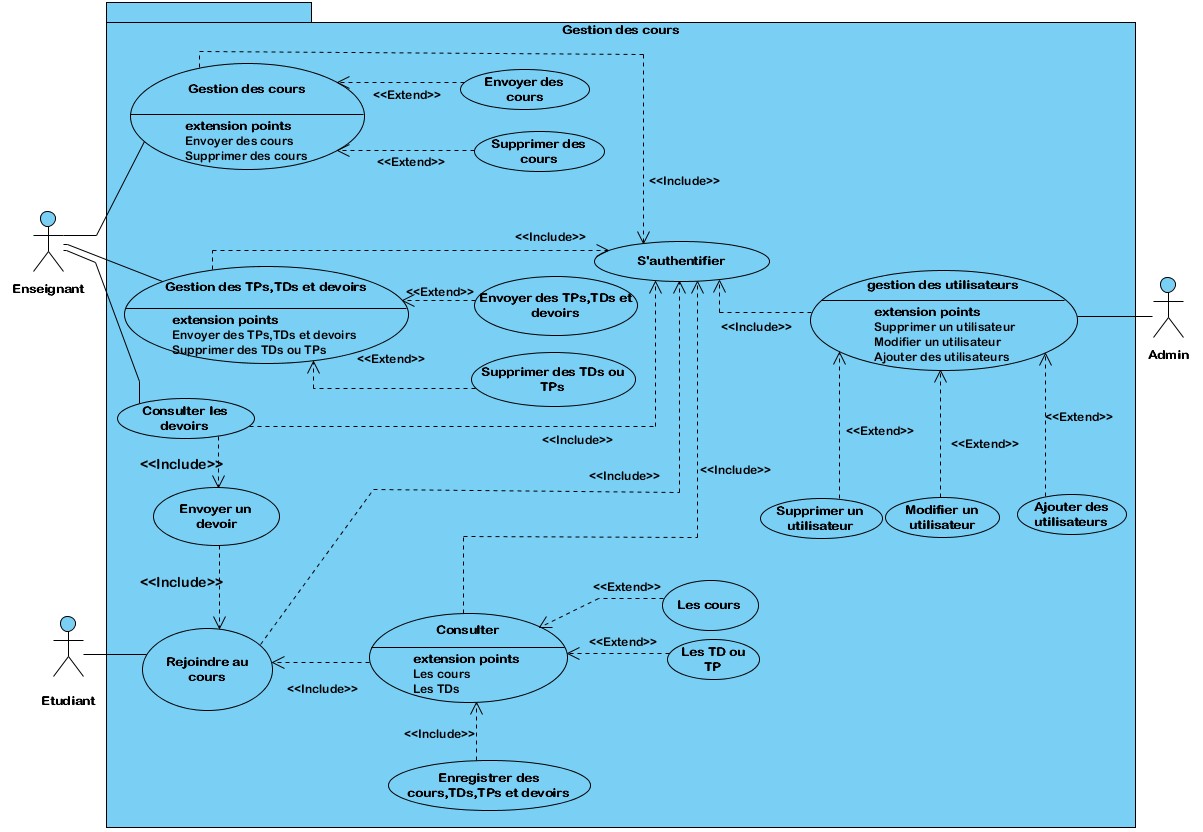 Gestion des cours
Gestion des cours
extension points
Envoyer des cours
Supprimer des cours
<<Extend>>
Envoyer des
cours
<<Extend>>
Supprimer des
cours
<<Include>>
Enseignant
<<Include>>
S'authentifier
Gestion des TPs,TDs et devoirs
extension points
Envoyer des TPs,TDs et devoirs
Supprimer des TDs ou TPs
<<Extend>>
Envoyer des TPs,TDs et
devoirs
<<Extend>>
Supprimer des TDs ou
TPs
<<Include>>
gestion des utilisateurs
extension points
Supprimer un utilisateur
Modifier un utilisateur
Ajouter des utilisateurs
Admin
Consulter les
devoirs
<<Include>>
<<Include>>
<<Include>>
<<Include>>
<<Extend>>
<<Extend>>
<<Extend>>
Envoyer un
devoir
Supprimer un
utilisateur
Modifier un
utilisateur
Ajouter des
utilisateurs
<<Include>>
Etudiant
Rejoindre au
cours
<<Include>>
Consulter
extension points
Les cours
Les TDs
<<Extend>>
Les cours
<<Extend>>
Les TD ou
TP
<<Include>>
Enregistrer des
cours,TDs,TPs et devoirs